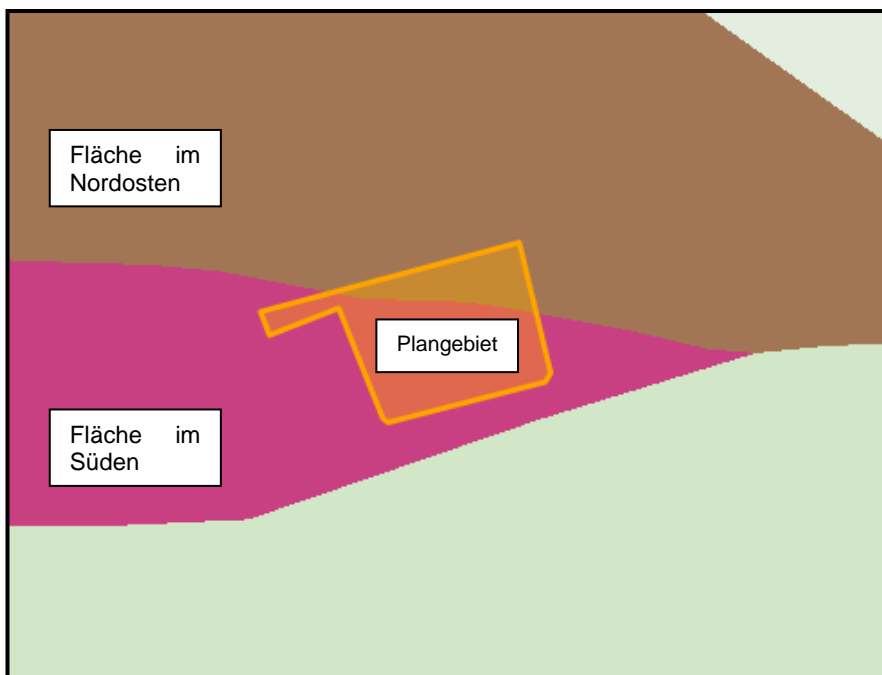 Fläche im
Nordosten
Plangebiet
Fläche im
Süden